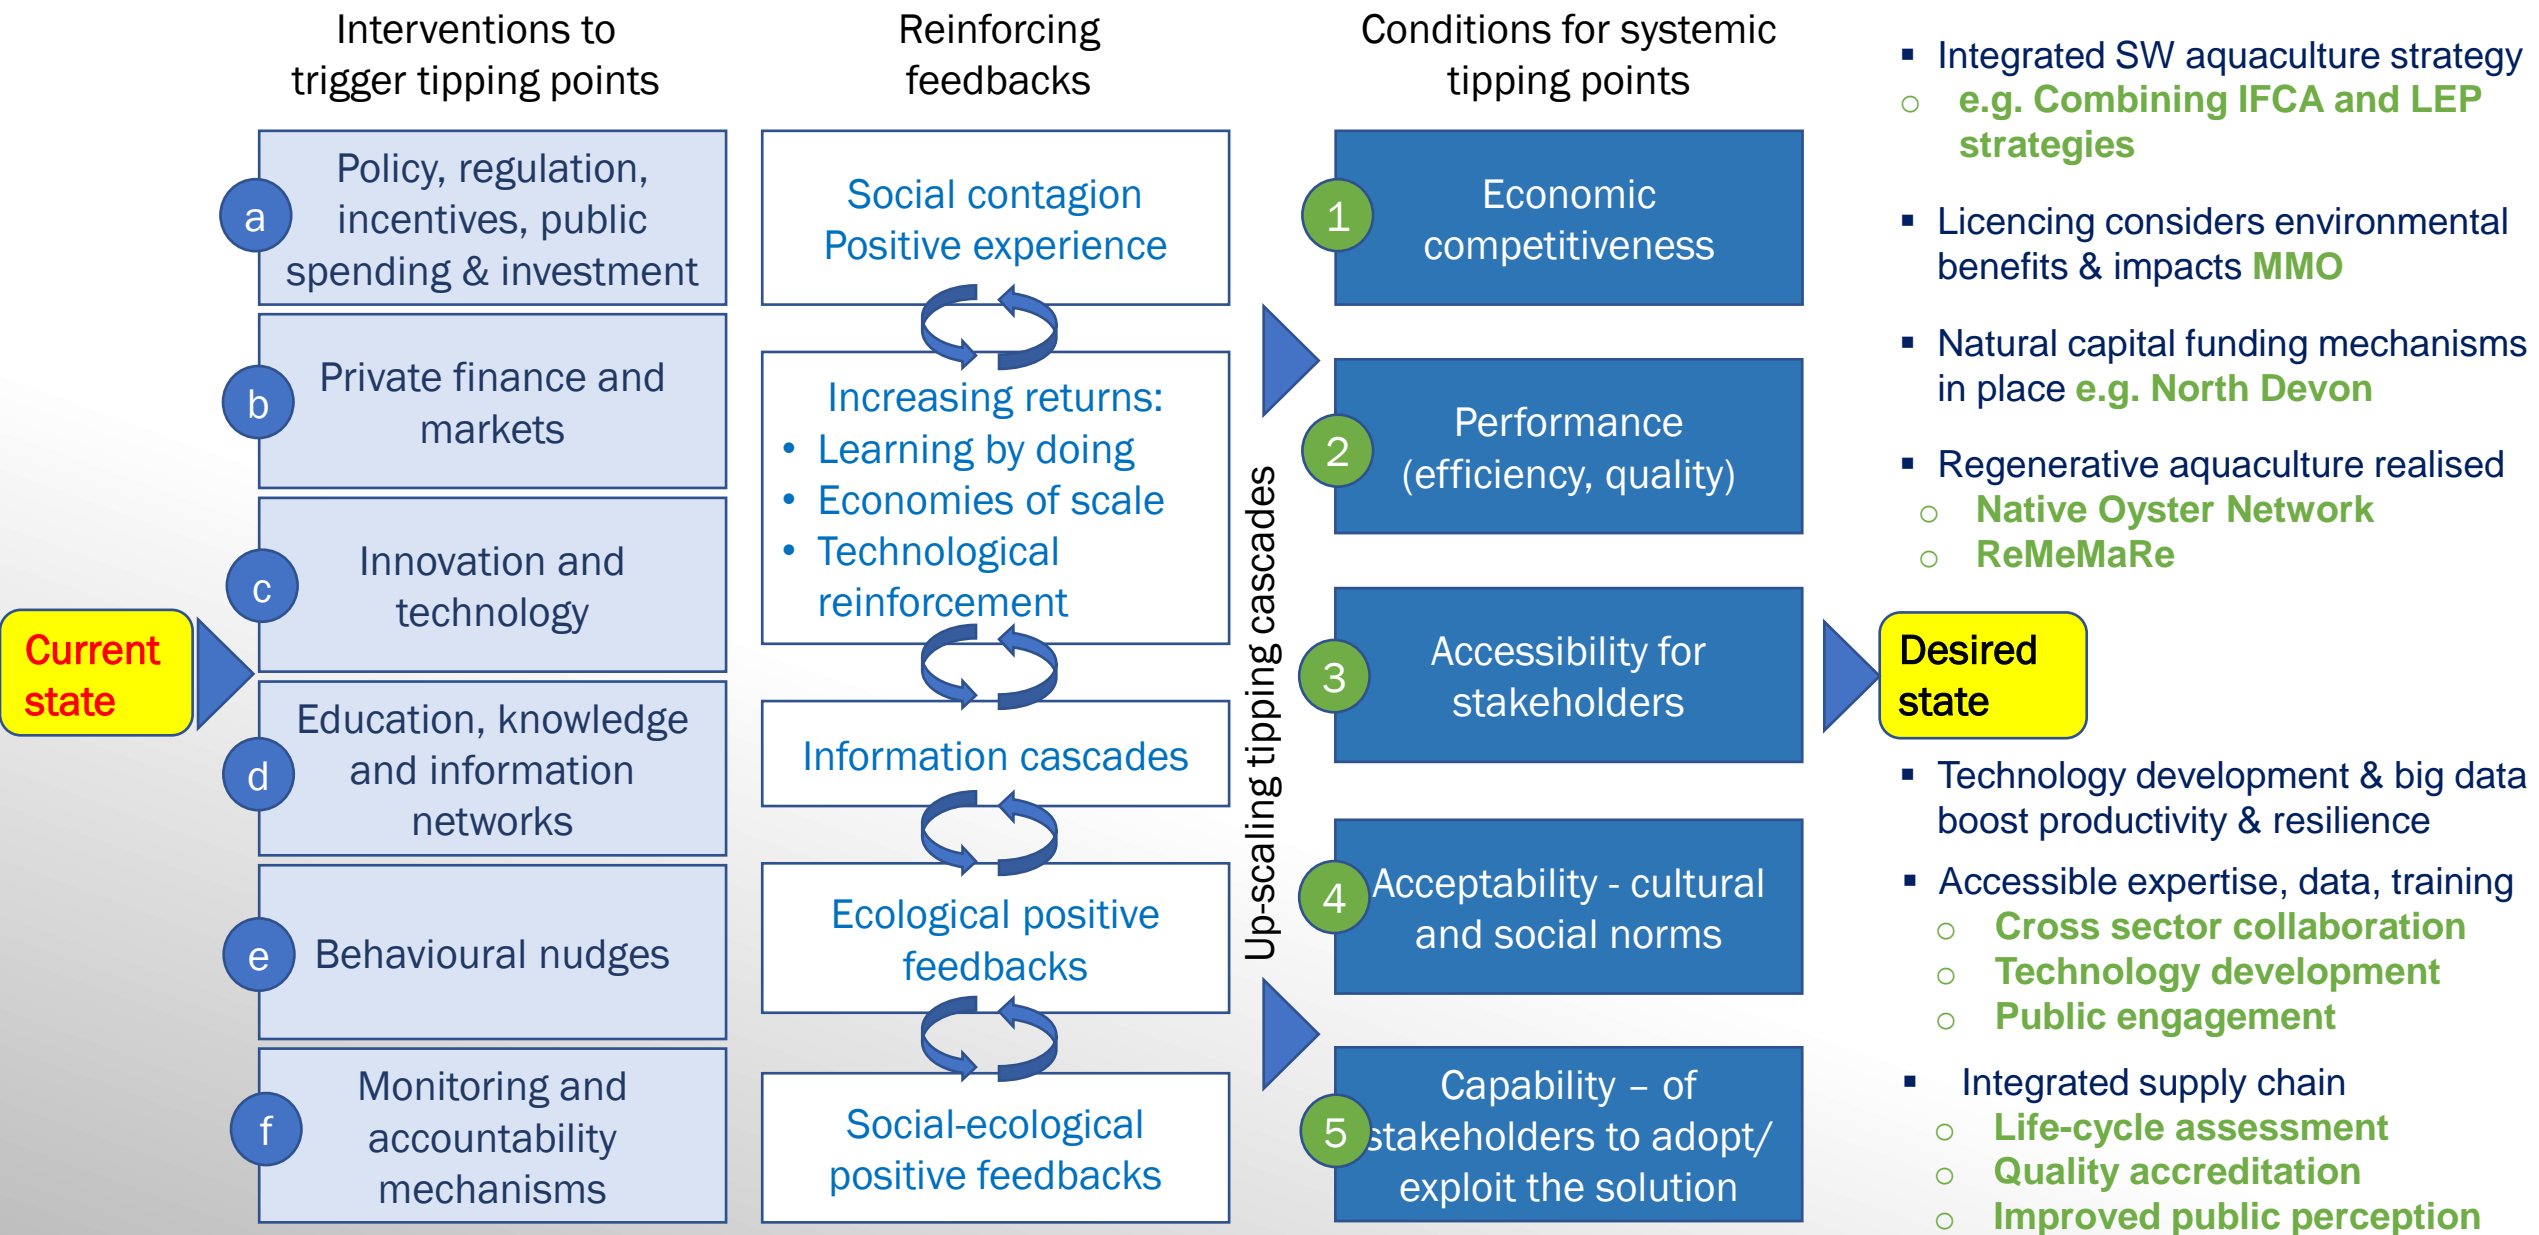 Interventions to
trigger tipping points
Reinforcing
feedbacks
Conditions for systemic
tipping points
Current
state
a
Policy, regulation,
incentives, public
spending & investment
b
Private finance and
markets
c
Innovation and
technology
d
Education, knowledge
and information
networks
e
Behavioural nudges
f
Monitoring and
accountability
mechanisms
Social contagion
Positive experience
Increasing returns:
• Learning by doing
• Economies of scale
• Technological
reinforcement
Information cascades
Ecological positive
feedbacks
Social-ecological
positive feedbacks
Up-scaling tipping cascades
1
Economic
competitiveness
2
Performance
(efficiency, quality)
3
Accessibility for
stakeholders
4
Acceptability - cultural
and social norms
5
Capability – of
stakeholders to adopt/
exploit the solution
▪ Integrated SW aquaculture strategy
o e.g. Combining IFCA and LEP
strategies
▪ Licencing considers environmental
benefits & impacts MMO
▪ Natural capital funding mechanisms
in place e.g. North Devon
▪ Regenerative aquaculture realised
o Native Oyster Network
o ReMeMaRe
Desired
state
▪ Technology development & big data
boost productivity & resilience
▪ Accessible expertise, data, training
o Cross sector collaboration
o Technology development
o Public engagement
▪ Integrated supply chain
o Life-cycle assessment
o Quality accreditation
o Improved public perception